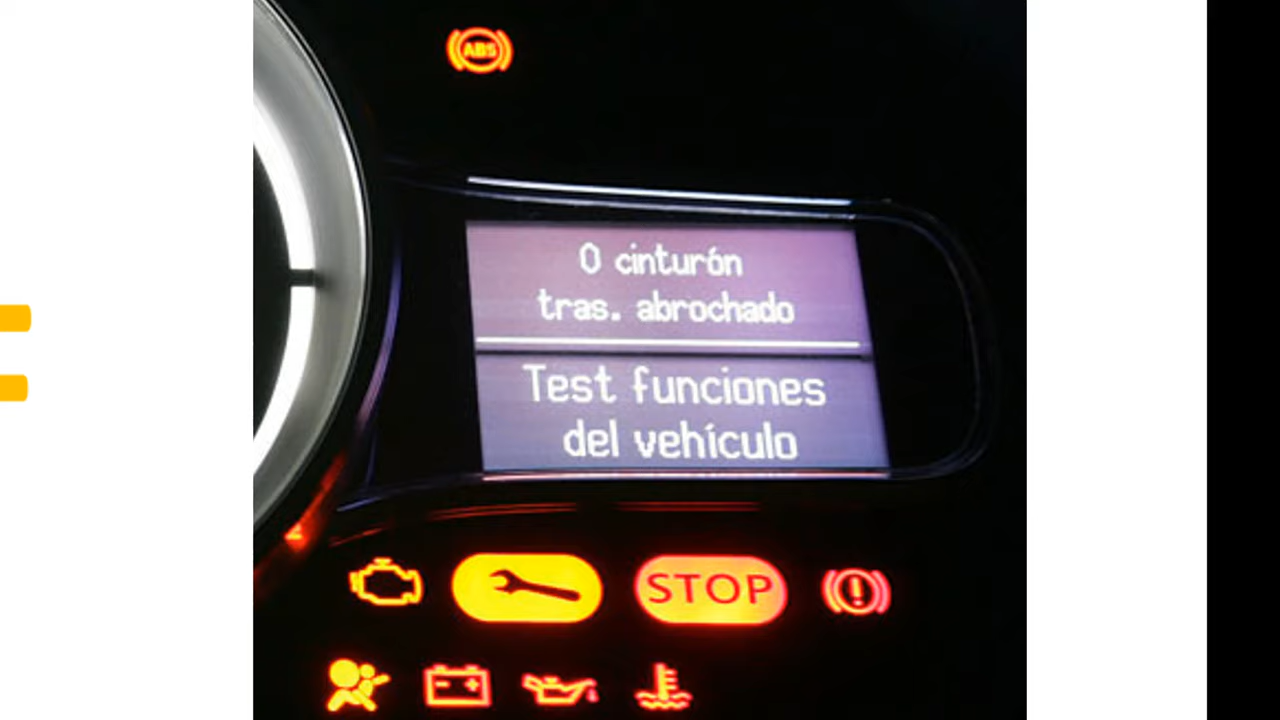 ABS
0 cinturón
tras. abrochado
Test funciones
del vehículo
STOP